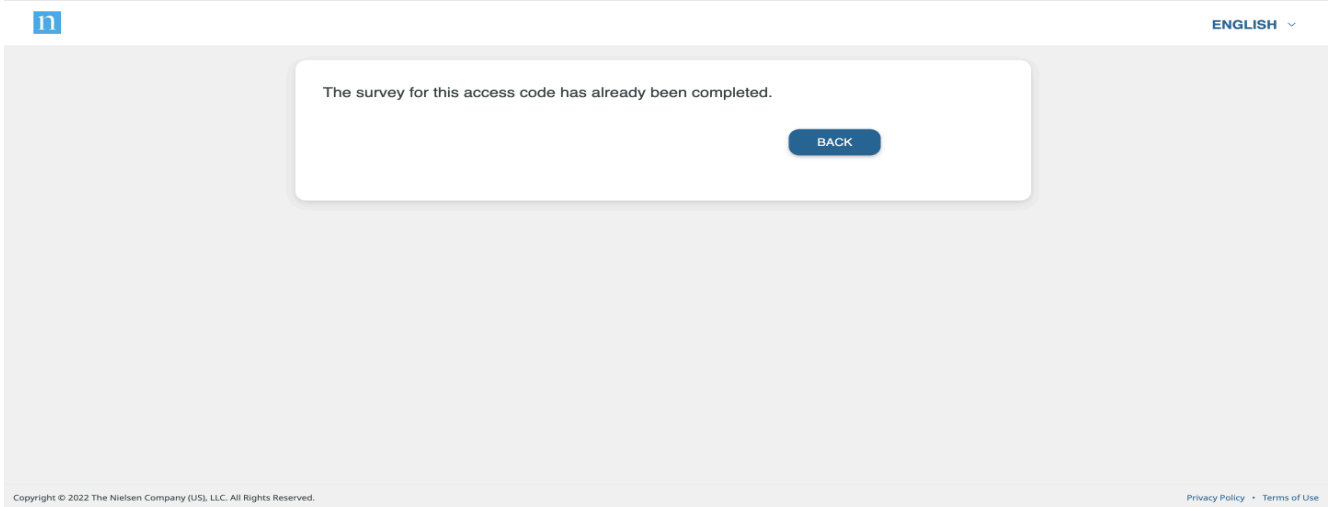 n
ENGLISH
The survey for this access code has already been completed.
BACK
Copyright © 2022 The Nielsen Company (US), LLC. All Rights Reserved.
Privacy Policy • Terms of Use